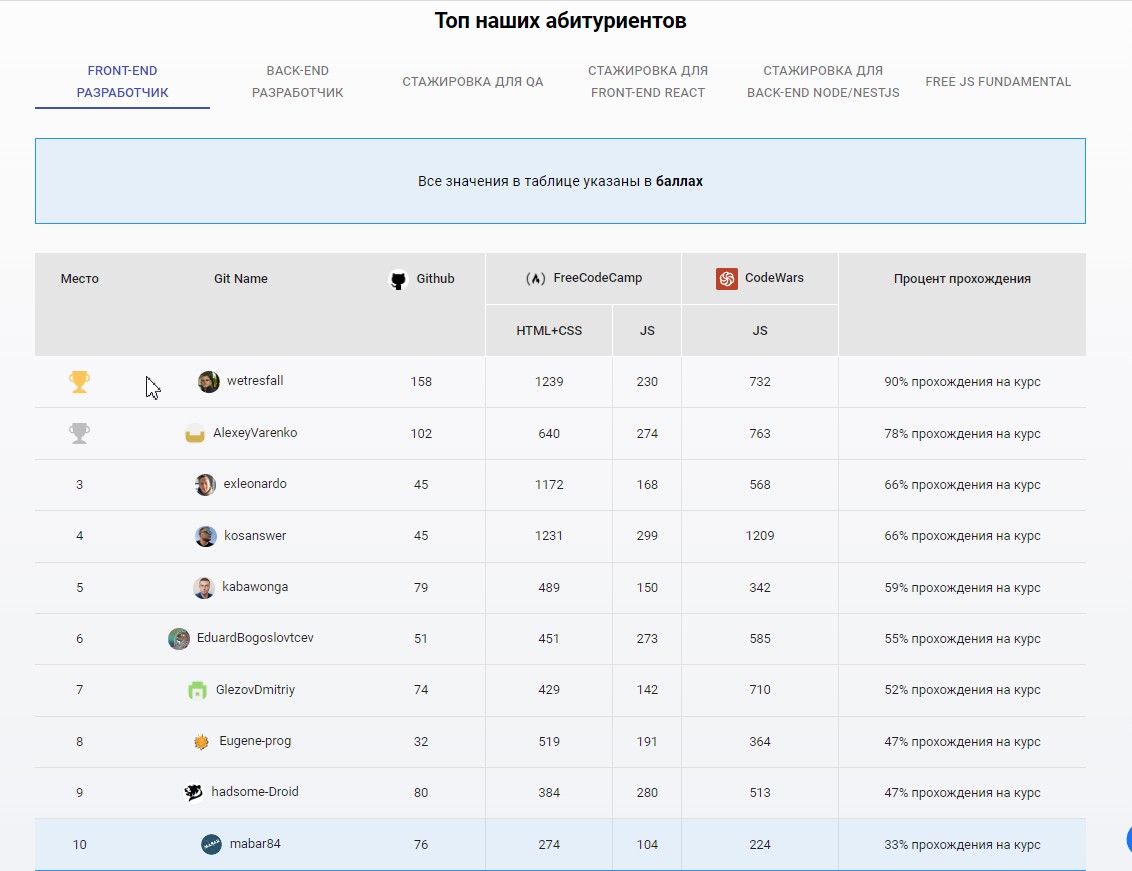 Топ наших абитуриентов
FRONT-END
РАЗРАБОТЧИК
BACK-END
РАЗРАБОТЧИК
СТАЖИРОВКА ДЛЯ QA
СТАЖИРОВКА ДЛЯ
FRONT-END REACT
СТАЖИРОВКА ДЛЯ
BACK-END NODE/NESTJS
FREE JS FUNDAMENTAL
Все значения в таблице указаны в баллах
Место Git Name Github FreeCodeCamp CodeWars Процент прохождения
HTML+CSS JS JS
wetresfall 158 1239 230 732 90% прохождения на курс
AlexeyVarenko 102 640 274 763 78% прохождения на курс
3 exleonardo 45 1172 168 568 66% прохождения на курс
4 kosanswer 45 1231 299 1209 66% прохождения на курс
5 kabawonga 79 489 150 342 59% прохождения на курс
6 EduardBogoslovtcev 51 451 273 585 55% прохождения на курс
7 GlezovDmitriy 74 429 142 710 52% прохождения на курс
8 Eugene-prog 32 519 191 364 47% прохождения на курс
9 hadsome-Droid 80 384 280 513 47% прохождения на курс
10 mabar84 76 274 104 224 33% прохождения на курс